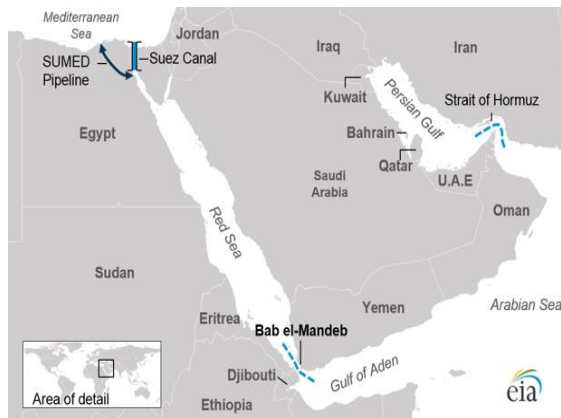 Mediterranean
Sea
SUMED
Pipeline
Suez Canal
Jordan
Iraq
Iran
Kuwait
Persian Gulf
Strait of Hormuz
Bahrain
Qatar
Egypt
Saudi
Arabia
U.A.E
Oman
Red Sea
Sudan
Eritrea
Yemen
Arabian Sea
Bab el-Mandeb
Djibouti
Gulf of Aden
Ethiopia
Area of detail
eia